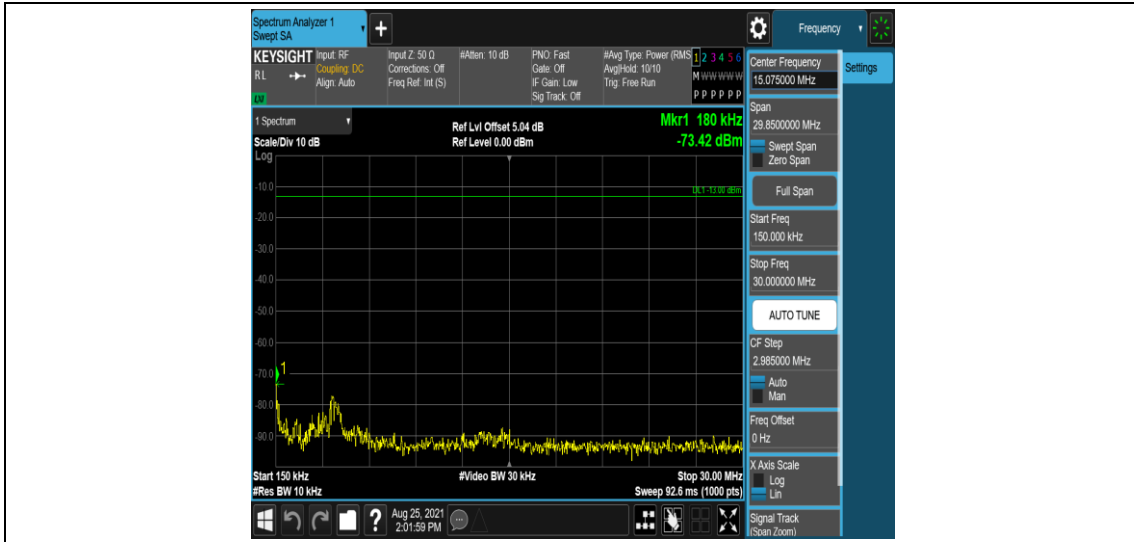 Spectrum Analyzer 1
Swept SA
+
Frequency
KEYSIGHT
RL
Input: RF
Coupling: DC
Align: Auto
Input Z: 50 Ω
Corrections: Off
Freq Ref: Int (S)
#Atten: 10 dB
PNO: Fast
Gate: Off
IF Gain: Low
Sig Track: Off
#Avg Type: Power (RMS
Avg|Hold: 10/10
Trig: Free Run
1 2 3 4 5 6
M W W W W W
P P P P P P
1 Spectrum
Scale/Div 10 dB
Log
Ref Lvl Offset 5.04 dB
Ref Level 0.00 dBm
Mkr1 180 kHz
-73.42 dBm
DL1 -13.00 dBm
-10.0
-20.0
-30.0
-40.0
-50.0
-60.0
-70.0
-80.0
-90.0
1
Start 150 kHz
#Res BW 10 kHz
#Video BW 30 kHz
Stop 30.00 MHz
Sweep 92.6 ms (1000 pts)
Center Frequency
15.075000 MHz
Settings
Span
29.8500000 MHz
Swept Span
Zero Span
Full Span
Start Freq
150.000 kHz
Stop Freq
30.000000 MHz
AUTO TUNE
CF Step
2.985000 MHz
Auto
Man
Freq Offset
0 Hz
X Axis Scale
Log
Lin
Signal Track
(Span Zoom)
?
Aug 25, 2021
2:01:59 PM